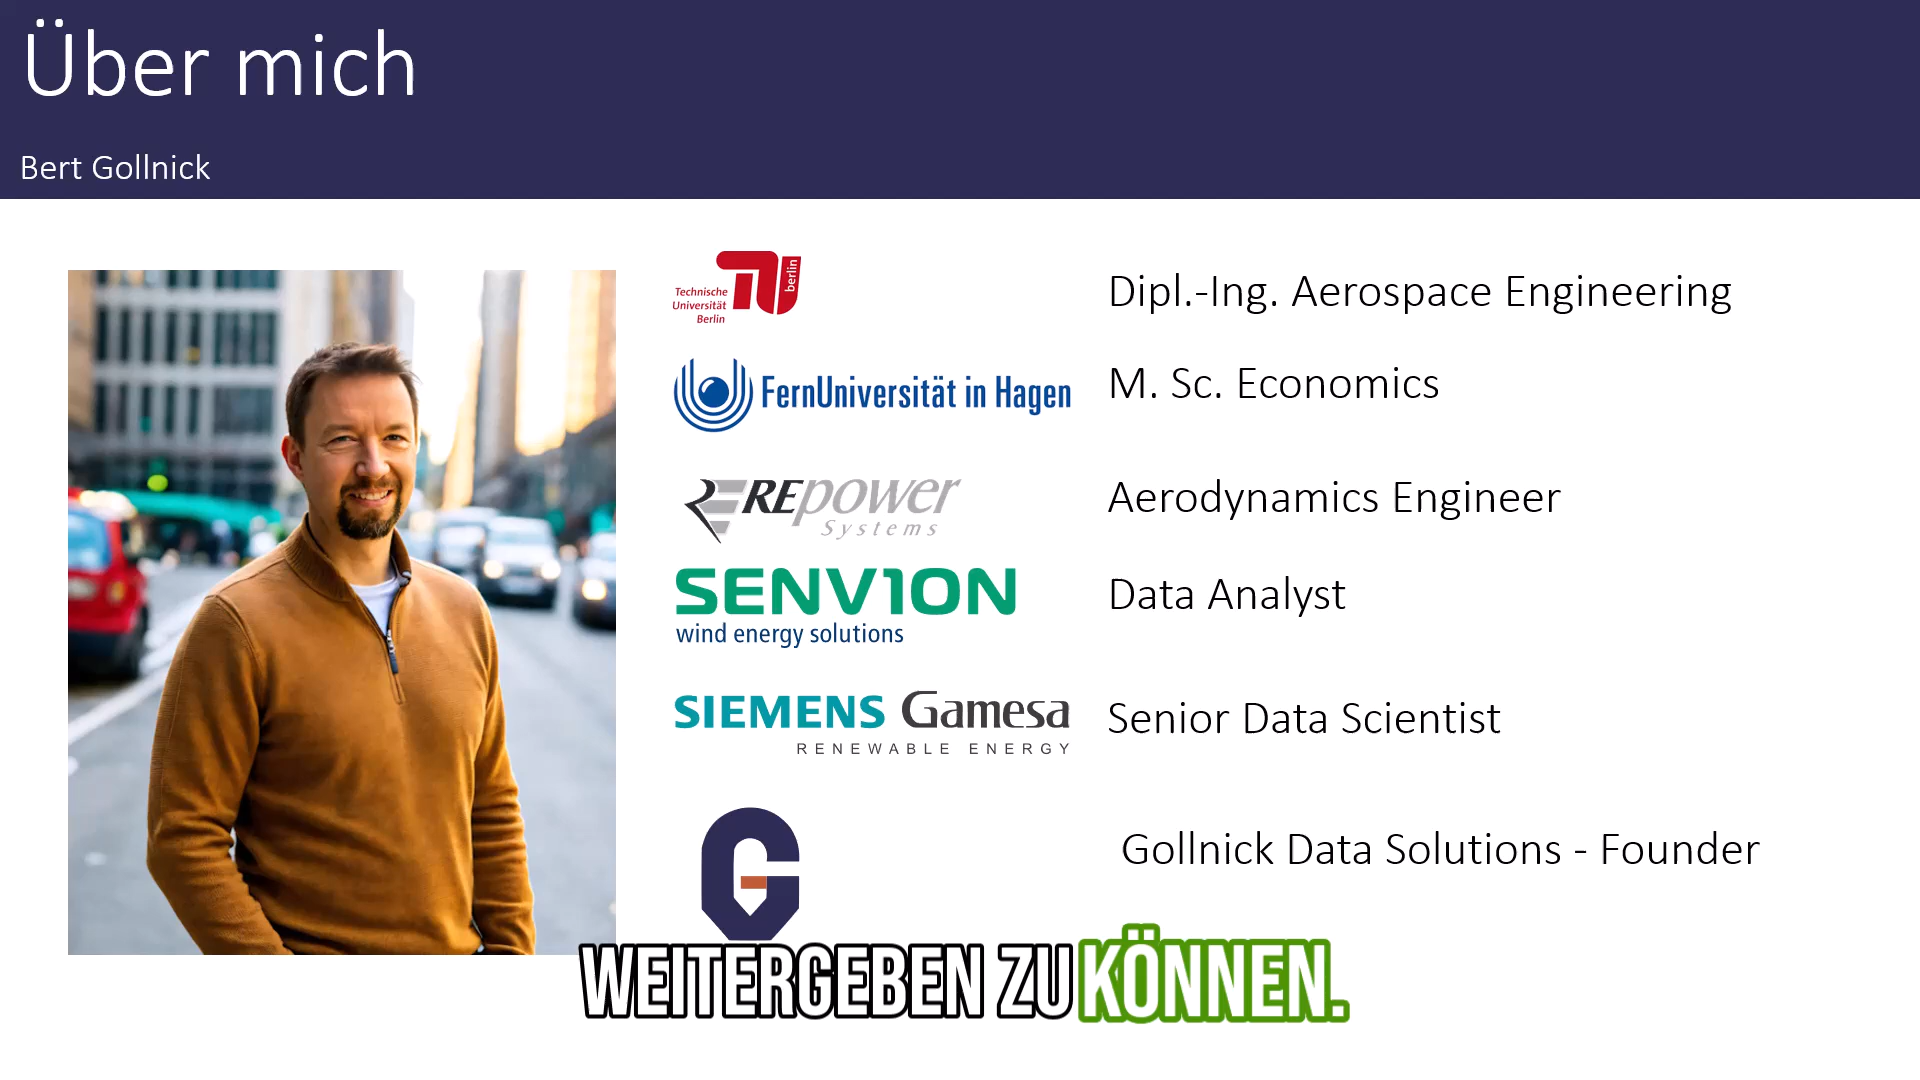 Über mich
Bert Gollnick
Technische
Universität
Berlin
berlin
Dipl.-Ing. Aerospace Engineering
FernUniversität in Hagen
M. Sc. Economics
REpower
Systems
Aerodynamics Engineer
SENVION
wind energy solutions
Data Analyst
SIEMENS Gamesa
RENEWABLE ENERGY
Senior Data Scientist
G
Gollnick Data Solutions - Founder
WEITERGEBEN ZU KÖNNEN.